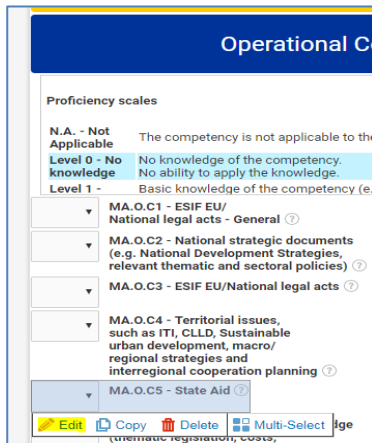 Operational C
Proficiency scales
N.A. - Not Applicable
The competency is not applicable to the
Level 0 - No knowledge
No knowledge of the competency.
No ability to apply the knowledge.
Level 1 -
Basic knowledge of the competency (e.
MA.O.C1 - ESIF EU/
National legal acts - General ?
MA.O.C2 - National strategic documents
(e.g. National Development Strategies,
relevant thematic and sectoral policies) ?
MA.O.C3 - ESIF EU/National legal acts ?
MA.O.C4 - Territorial issues,
such as ITI, CLLD, Sustainable
urban development, macro/
regional strategies and
interregional cooperation planning ?
MA.O.C5 - State Aid ?
Edit Copy Delete Multi-Select
dge
(thematic legislation, costs,